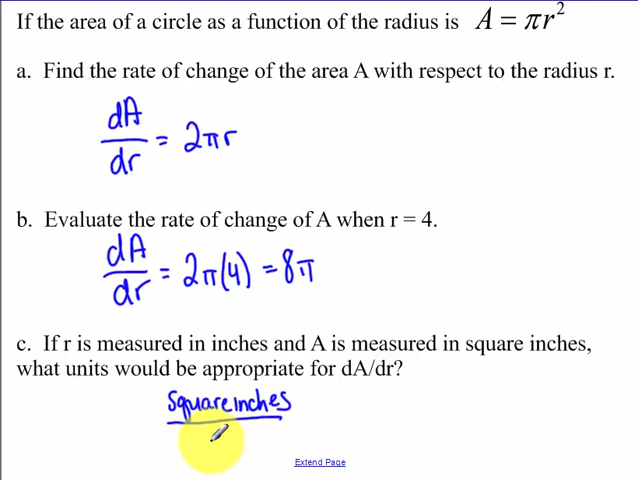 If the area of a circle as a function of the radius is A = πr²
a. Find the rate of change of the area A with respect to the radius r.
dA/dr = 2πr
b. Evaluate the rate of change of A when r = 4.
dA/dr = 2π(4) = 8π
c. If r is measured in inches and A is measured in square inches,
what units would be appropriate for dA/dr?
Square inches
Extend Page